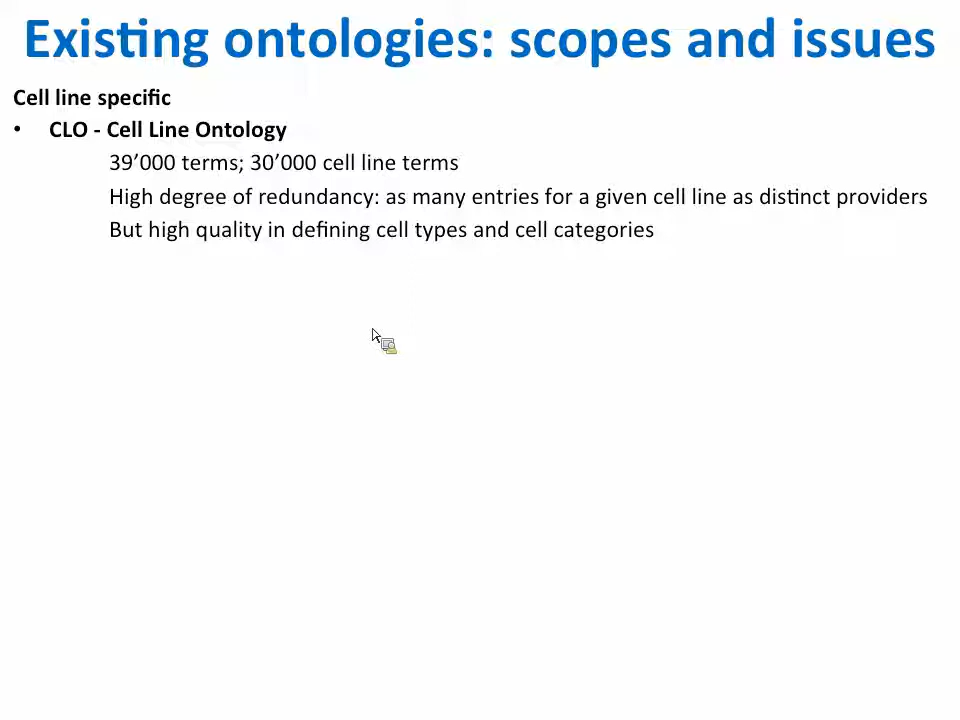 Existing ontologies: scopes and issues
Cell line specific
• CLO - Cell Line Ontology
39’000 terms; 30’000 cell line terms
High degree of redundancy: as many entries for a given cell line as distinct providers
But high quality in defining cell types and cell categories